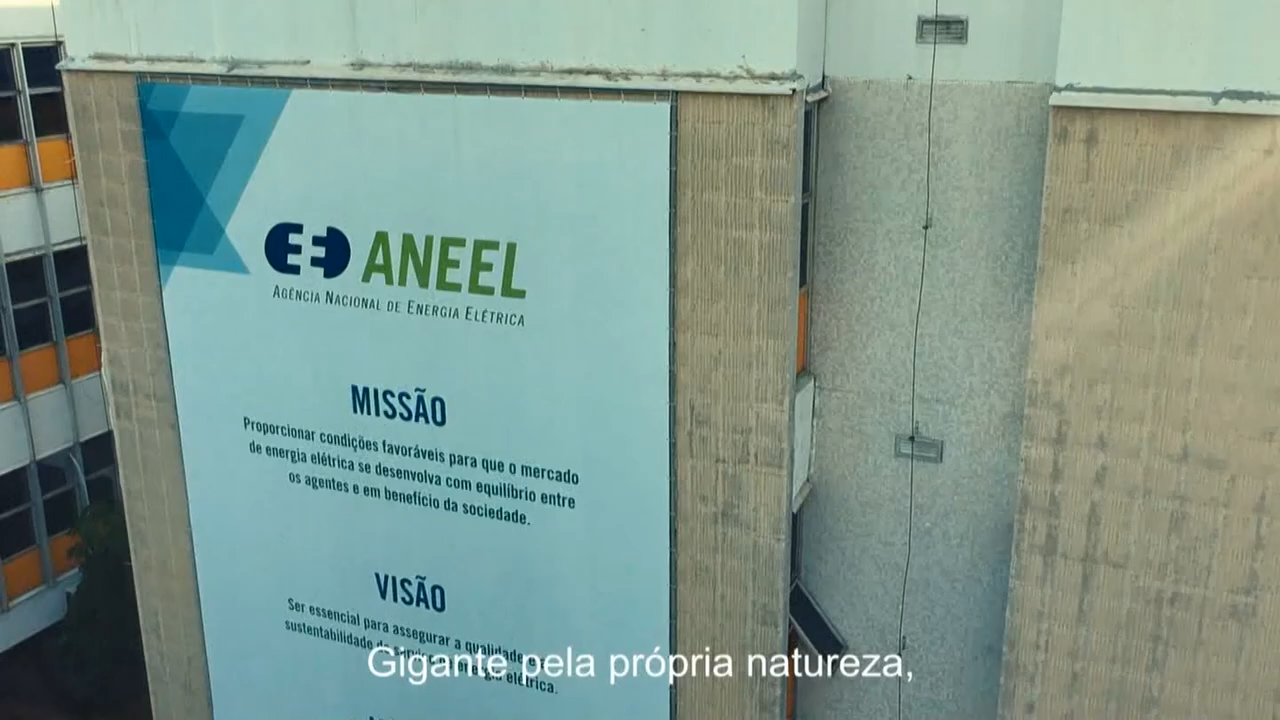 ANEEL
AGÊNCIA NACIONAL DE ENERGIA ELÉTRICA
MISSÃO
Proporcionar condições favoráveis para que o mercado
de energia elétrica se desenvolva com equilíbrio entre
os agentes e em benefício da sociedade.
VISÃO
Ser essencial para assegurar a qualidade
sustentabilidade energia elétrica.
Gigante pela própria natureza,